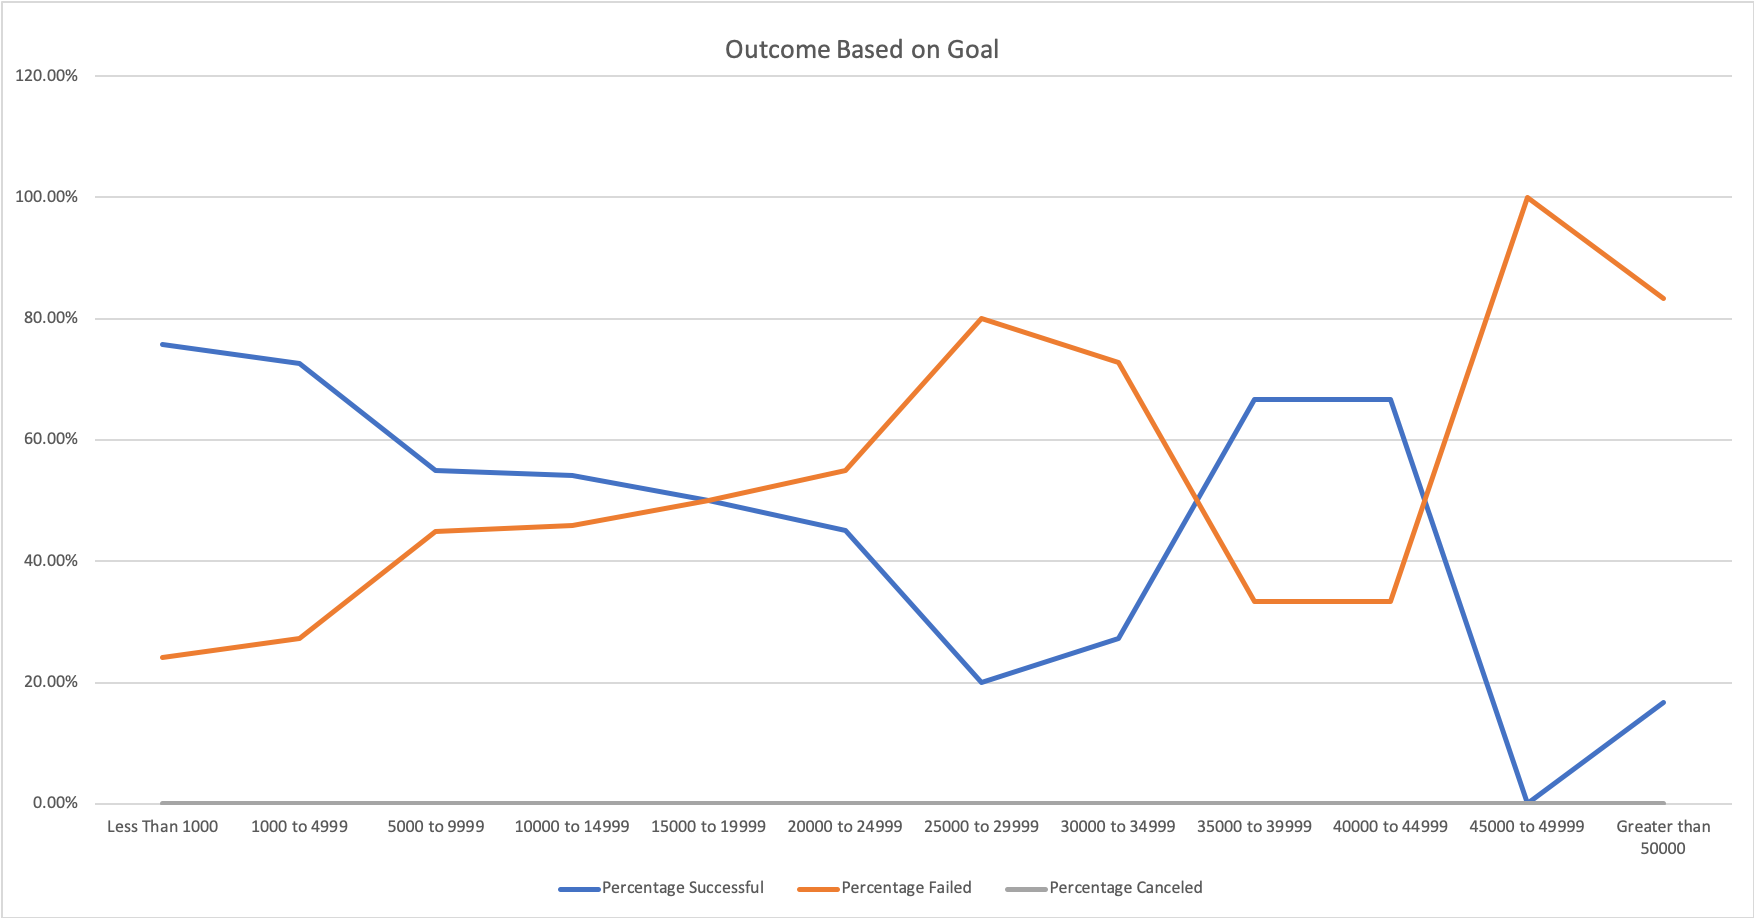 Outcome Based on Goal
120.00%
100.00%
80.00%
60.00%
40.00%
20.00%
0.00%
Less Than 1000
1000 to 4999
5000 to 9999
10000 to 14999
15000 to 19999
20000 to 24999
25000 to 29999
30000 to 34999
35000 to 39999
40000 to 44999
45000 to 49999
Greater than
50000
Percentage Successful
Percentage Failed
Percentage Canceled